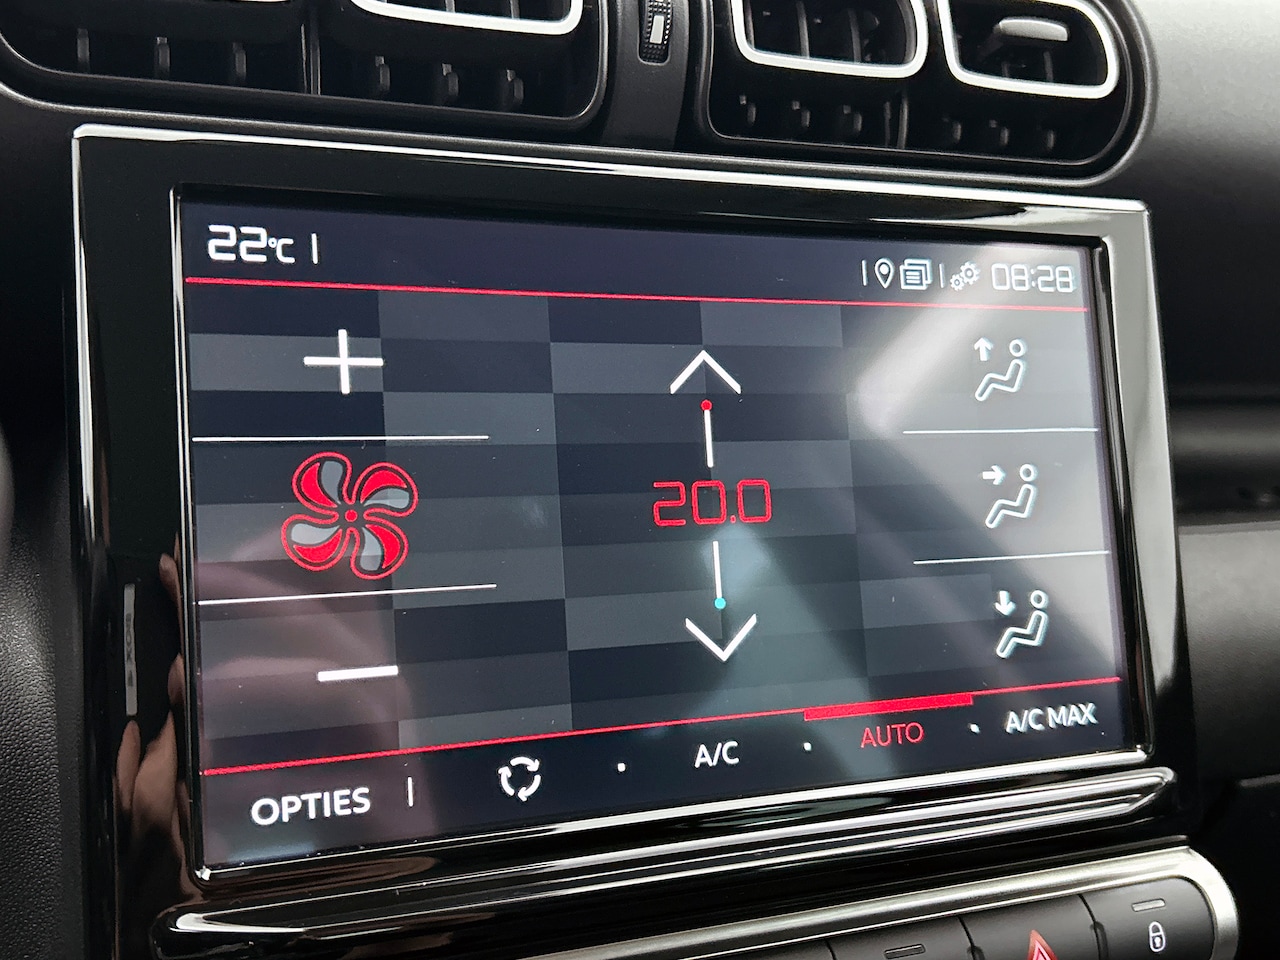 22°C
08:28
20.0
A/C
AUTO
A/C MAX
OPTIES